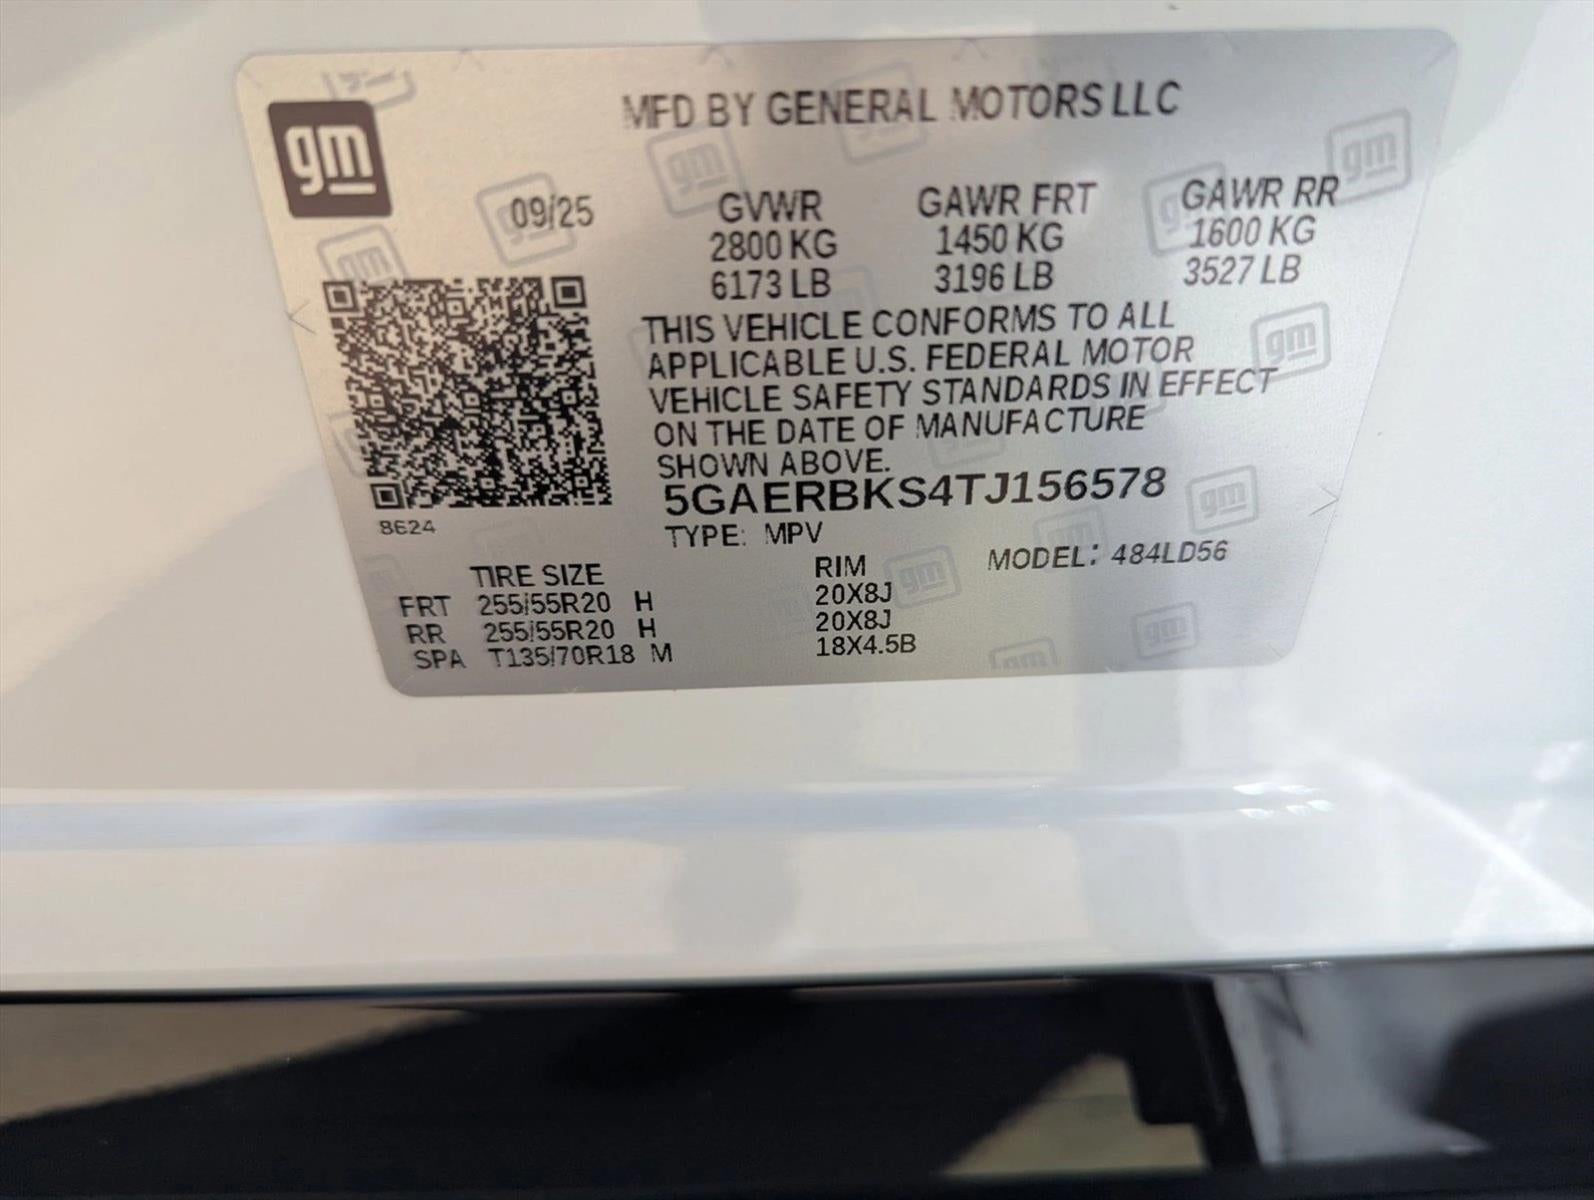 gm
MFD BY GENERAL MOTORS LLC
09/25
GVWR GAWR FRT GAWR RR
2800 KG 1450 KG 1600 KG
6173 LB 3196 LB 3527 LB
THIS VEHICLE CONFORMS TO ALL
APPLICABLE U.S. FEDERAL MOTOR
VEHICLE SAFETY STANDARDS IN EFFECT
ON THE DATE OF MANUFACTURE
SHOWN ABOVE.
5GAERBKS4TJ156578
8624
TYPE: MPV
MODEL: 484LD56
TIRE SIZE RIM
FRT 255/55R20 H 20X8J
RR 255/55R20 H 20X8J
SPA T135/70R18 M 18X4.5B